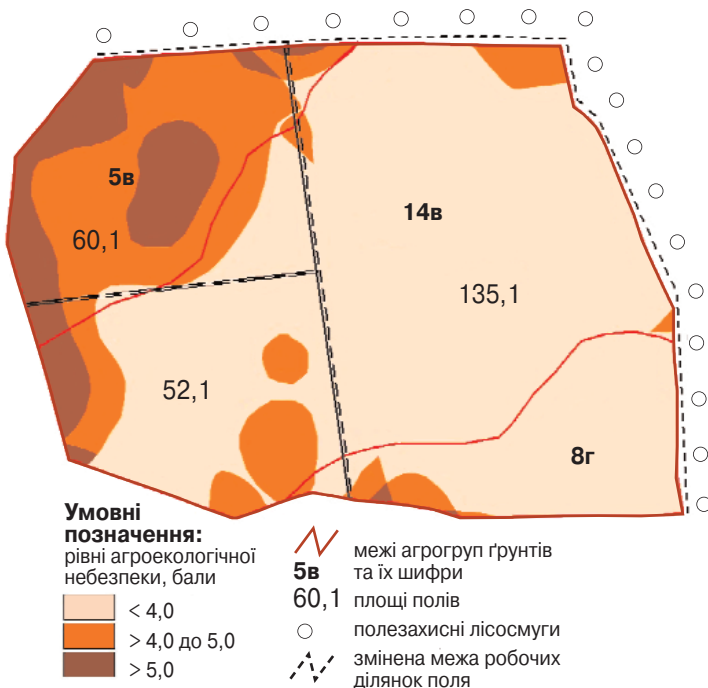 5в
60,1
14в
135,1
52,1
8г
Умовні
позначення:
рівні агроекологічної
небезпеки, бали
< 4,0
> 4,0 до 5,0
> 5,0
межі агрогруп ґрунтів
5в та їх шифри
60,1 площі полів
полезахисні лісосмуги
змінена межа робочих
ділянок поля